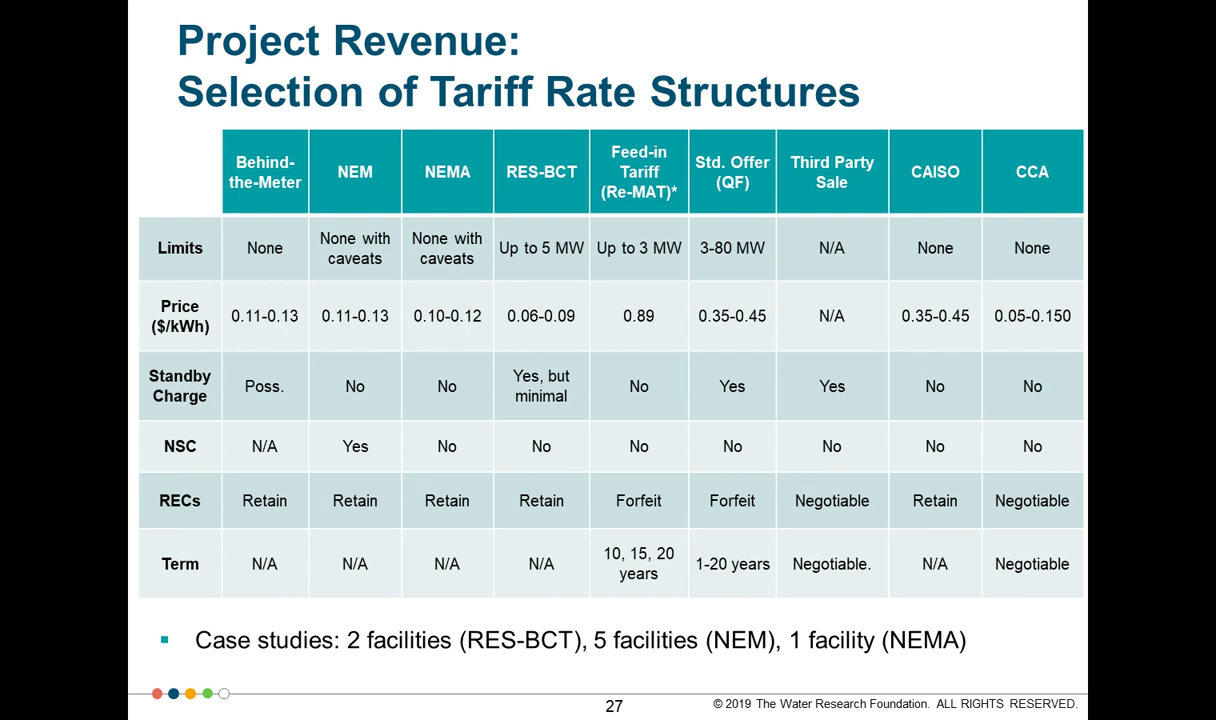 Project Revenue:
Selection of Tariff Rate Structures
Behind-the-Meter NEM NEMA RES-BCT Feed-in Tariff (Re-MAT)* Std. Offer (QF) Third Party Sale CAISO CCA
Limits None None with caveats None with caveats Up to 5 MW Up to 3 MW 3-80 MW N/A None None
Price ($/kWh) 0.11-0.13 0.11-0.13 0.10-0.12 0.06-0.09 0.89 0.35-0.45 N/A 0.35-0.45 0.05-0.150
Standby Charge Poss. No No Yes, but minimal No Yes Yes No No
NSC N/A Yes No No No No No No No
RECs Retain Retain Retain Retain Forfeit Forfeit Negotiable Retain Negotiable
Term N/A N/A N/A N/A 10, 15, 20 years 1-20 years Negotiable. N/A Negotiable
Case studies: 2 facilities (RES-BCT), 5 facilities (NEM), 1 facility (NEMA)
27
© 2019 The Water Research Foundation. ALL RIGHTS RESERVED.